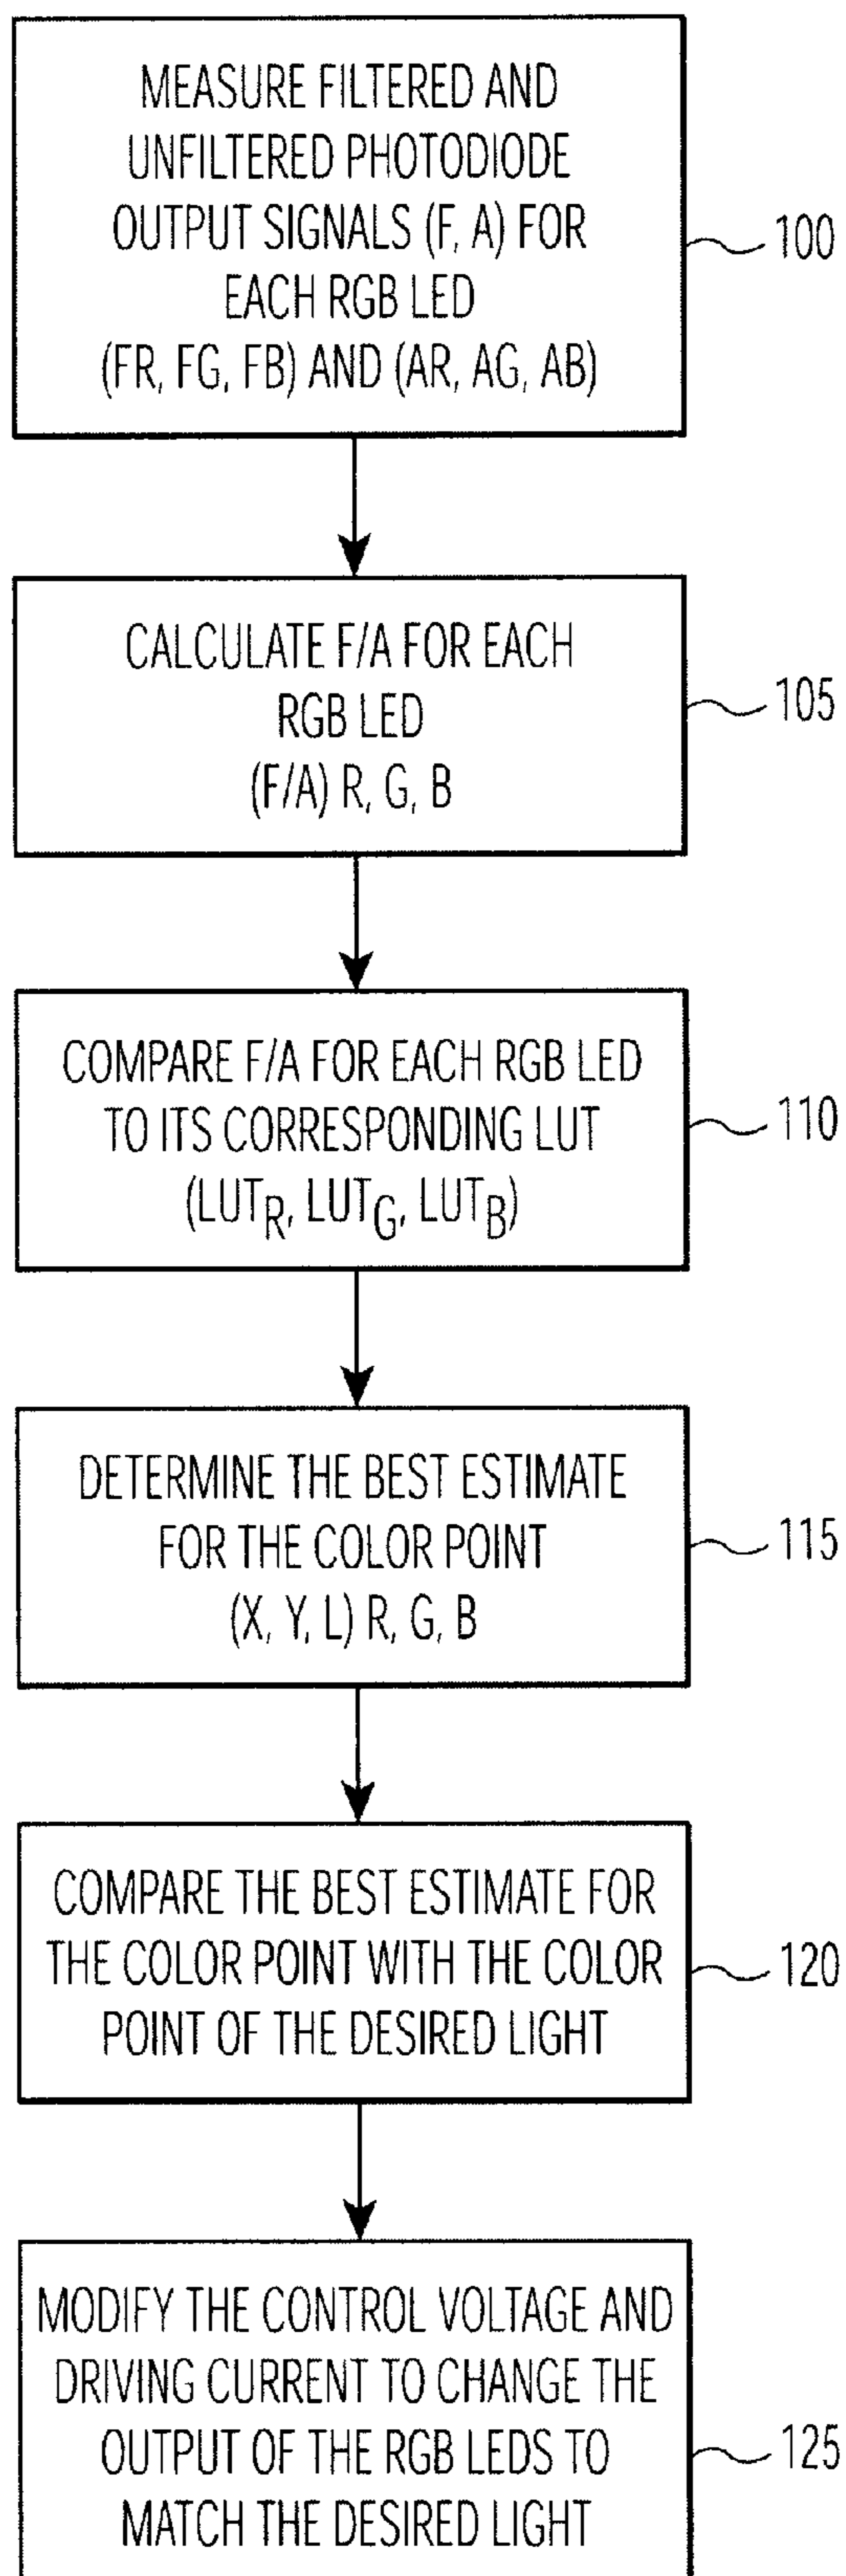 MEASURE FILTERED AND
UNFILTERED PHOTODIODE
OUTPUT SIGNALS (F, A) FOR
EACH RGB LED
(FR, FG, FB) AND (AR, AG, AB)
100
CALCULATE F/A FOR EACH
RGB LED
(F/A) R, G, B
105
COMPARE F/A FOR EACH RGB LED
TO ITS CORRESPONDING LUT
(LUTR, LUTG, LUTB)
110
DETERMINE THE BEST ESTIMATE
FOR THE COLOR POINT
(X, Y, L) R, G, B
115
COMPARE THE BEST ESTIMATE FOR
THE COLOR POINT WITH THE COLOR
POINT OF THE DESIRED LIGHT
120
MODIFY THE CONTROL VOLTAGE AND
DRIVING CURRENT TO CHANGE THE
OUTPUT OF THE RGB LEDS TO
MATCH THE DESIRED LIGHT
125